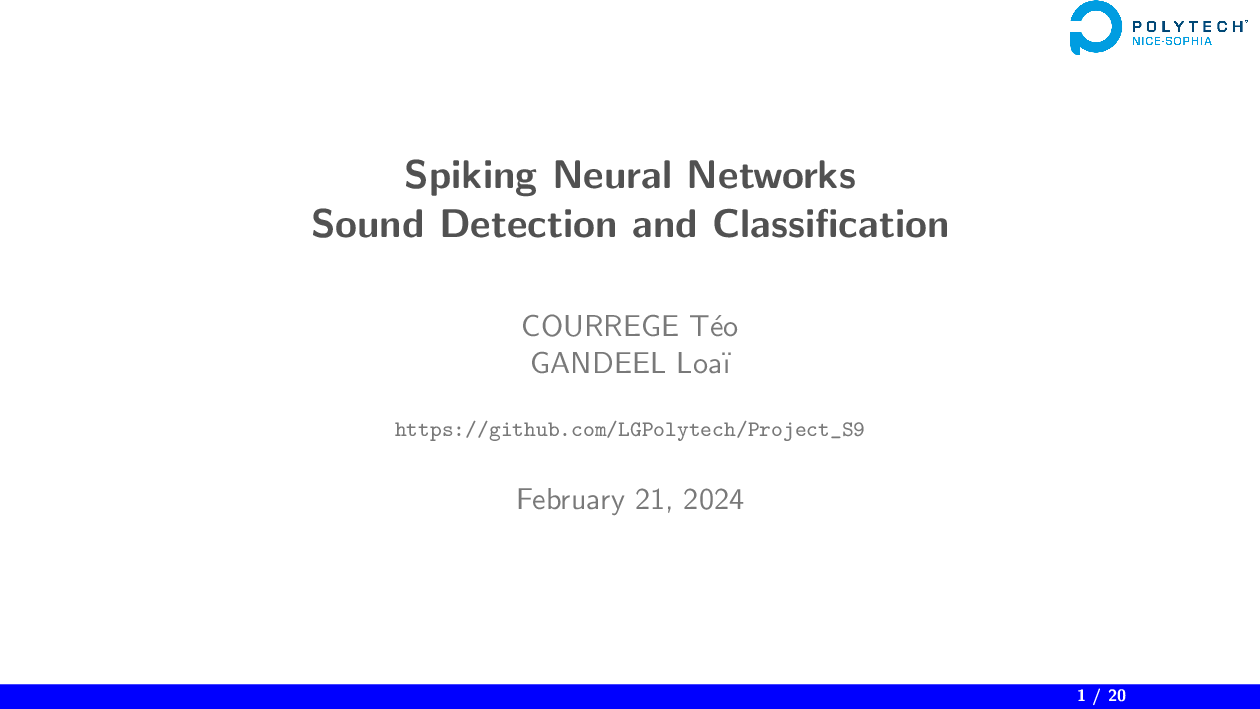 POLYTECH
NICE-SOPHIA
Spiking Neural Networks
Sound Detection and Classification
COURREGE Téo
GANDEEL Loaï
https://github.com/LGPolytech/Project_S9
February 21, 2024
1 / 20